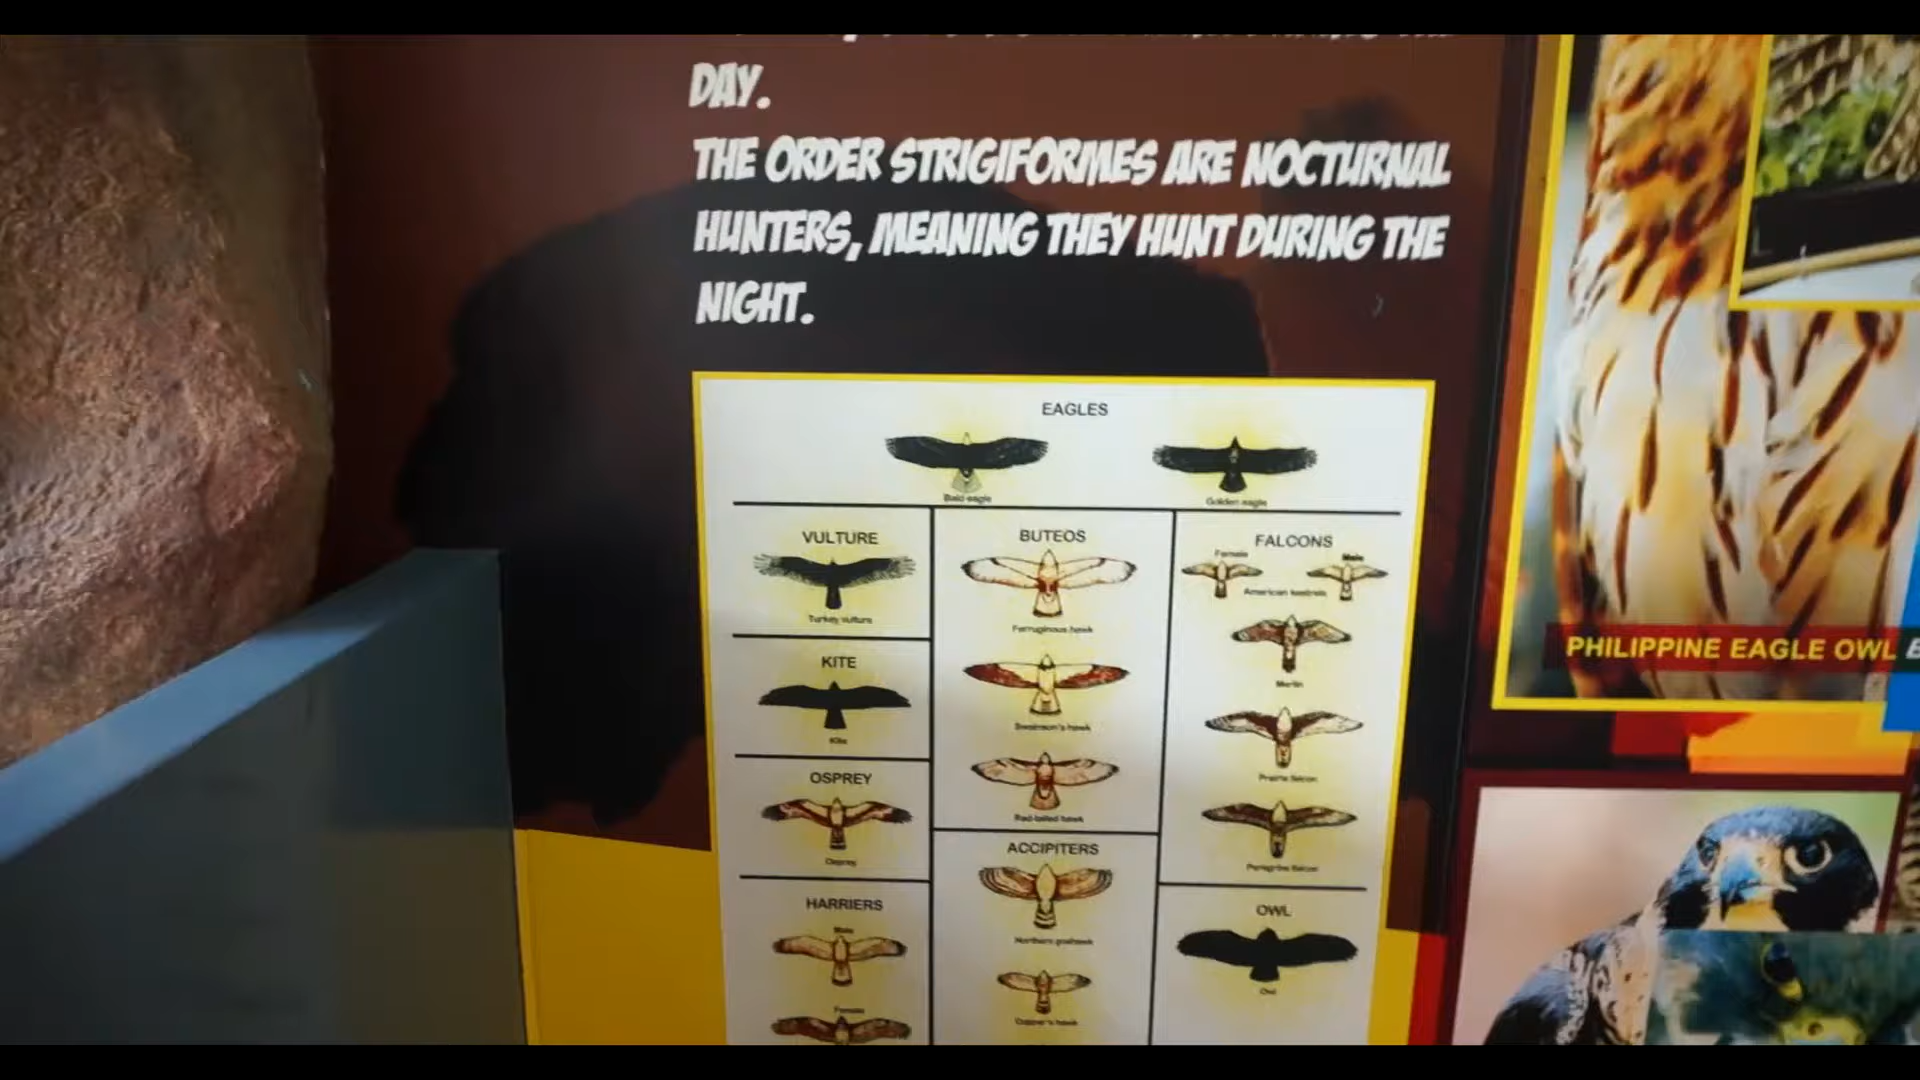 DAY.
THE ORDER STRIGIFORMES ARE NOCTURNAL
HUNTERS, MEANING THEY HUNT DURING THE
NIGHT.
EAGLES
Bald eagle
Golden eagle
VULTURE
Turkey vulture
KITE
Kite
OSPREY
Osprey
HARRIERS
Male
Female
BUTEOS
Ferruginous hawk
Swainson's hawk
Red-tailed hawk
ACCIPITERS
Northern goshawk
Cooper's hawk
FALCONS
Female Male
American kestrels
Merlin
Prairie falcon
Peregrine falcon
OWL
Owl
PHILIPPINE EAGLE OWL